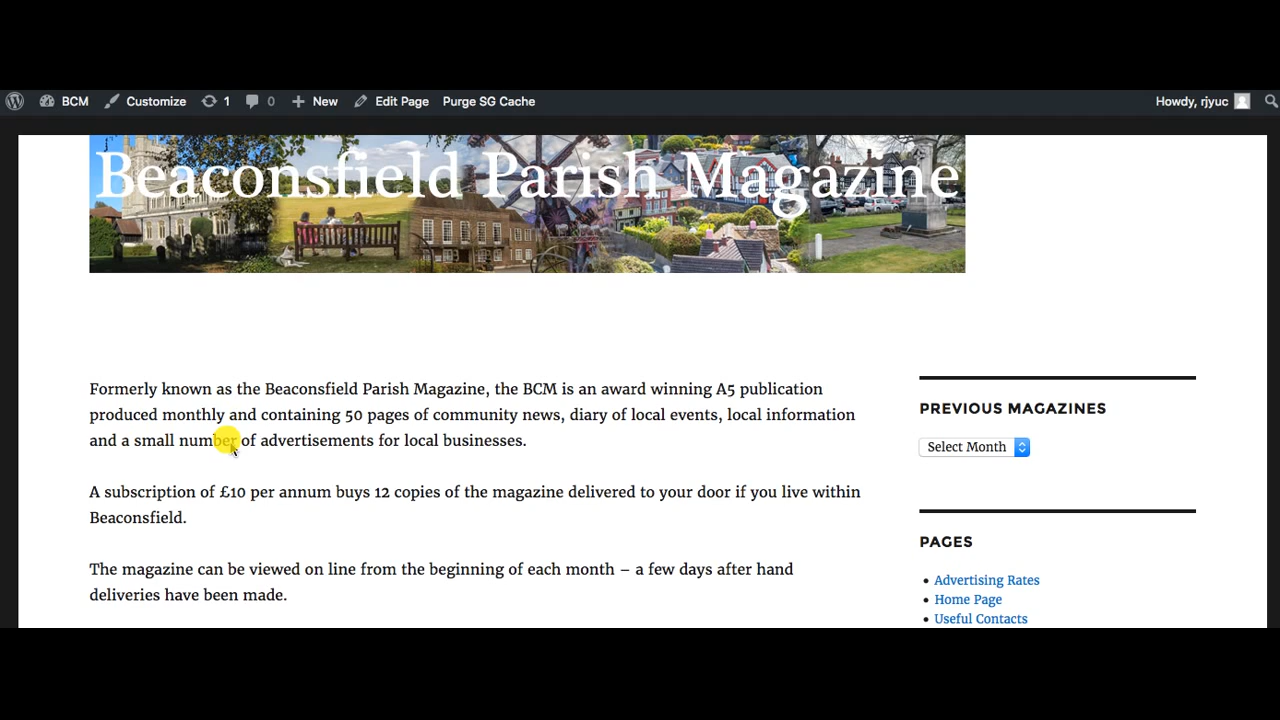 BCM Customize 1 0 New Edit Page Purge SG Cache Howdy, rjyuc
Beaconsfield Parish Magazine
Formerly known as the Beaconsfield Parish Magazine, the BCM is an award winning A5 publication
produced monthly and containing 50 pages of community news, diary of local events, local information
and a small number of advertisements for local businesses.
A subscription of £10 per annum buys 12 copies of the magazine delivered to your door if you live within
Beaconsfield.
The magazine can be viewed on line from the beginning of each month – a few days after hand
deliveries have been made.
PREVIOUS MAGAZINES
Select Month
PAGES
Advertising Rates
Home Page
Useful Contacts